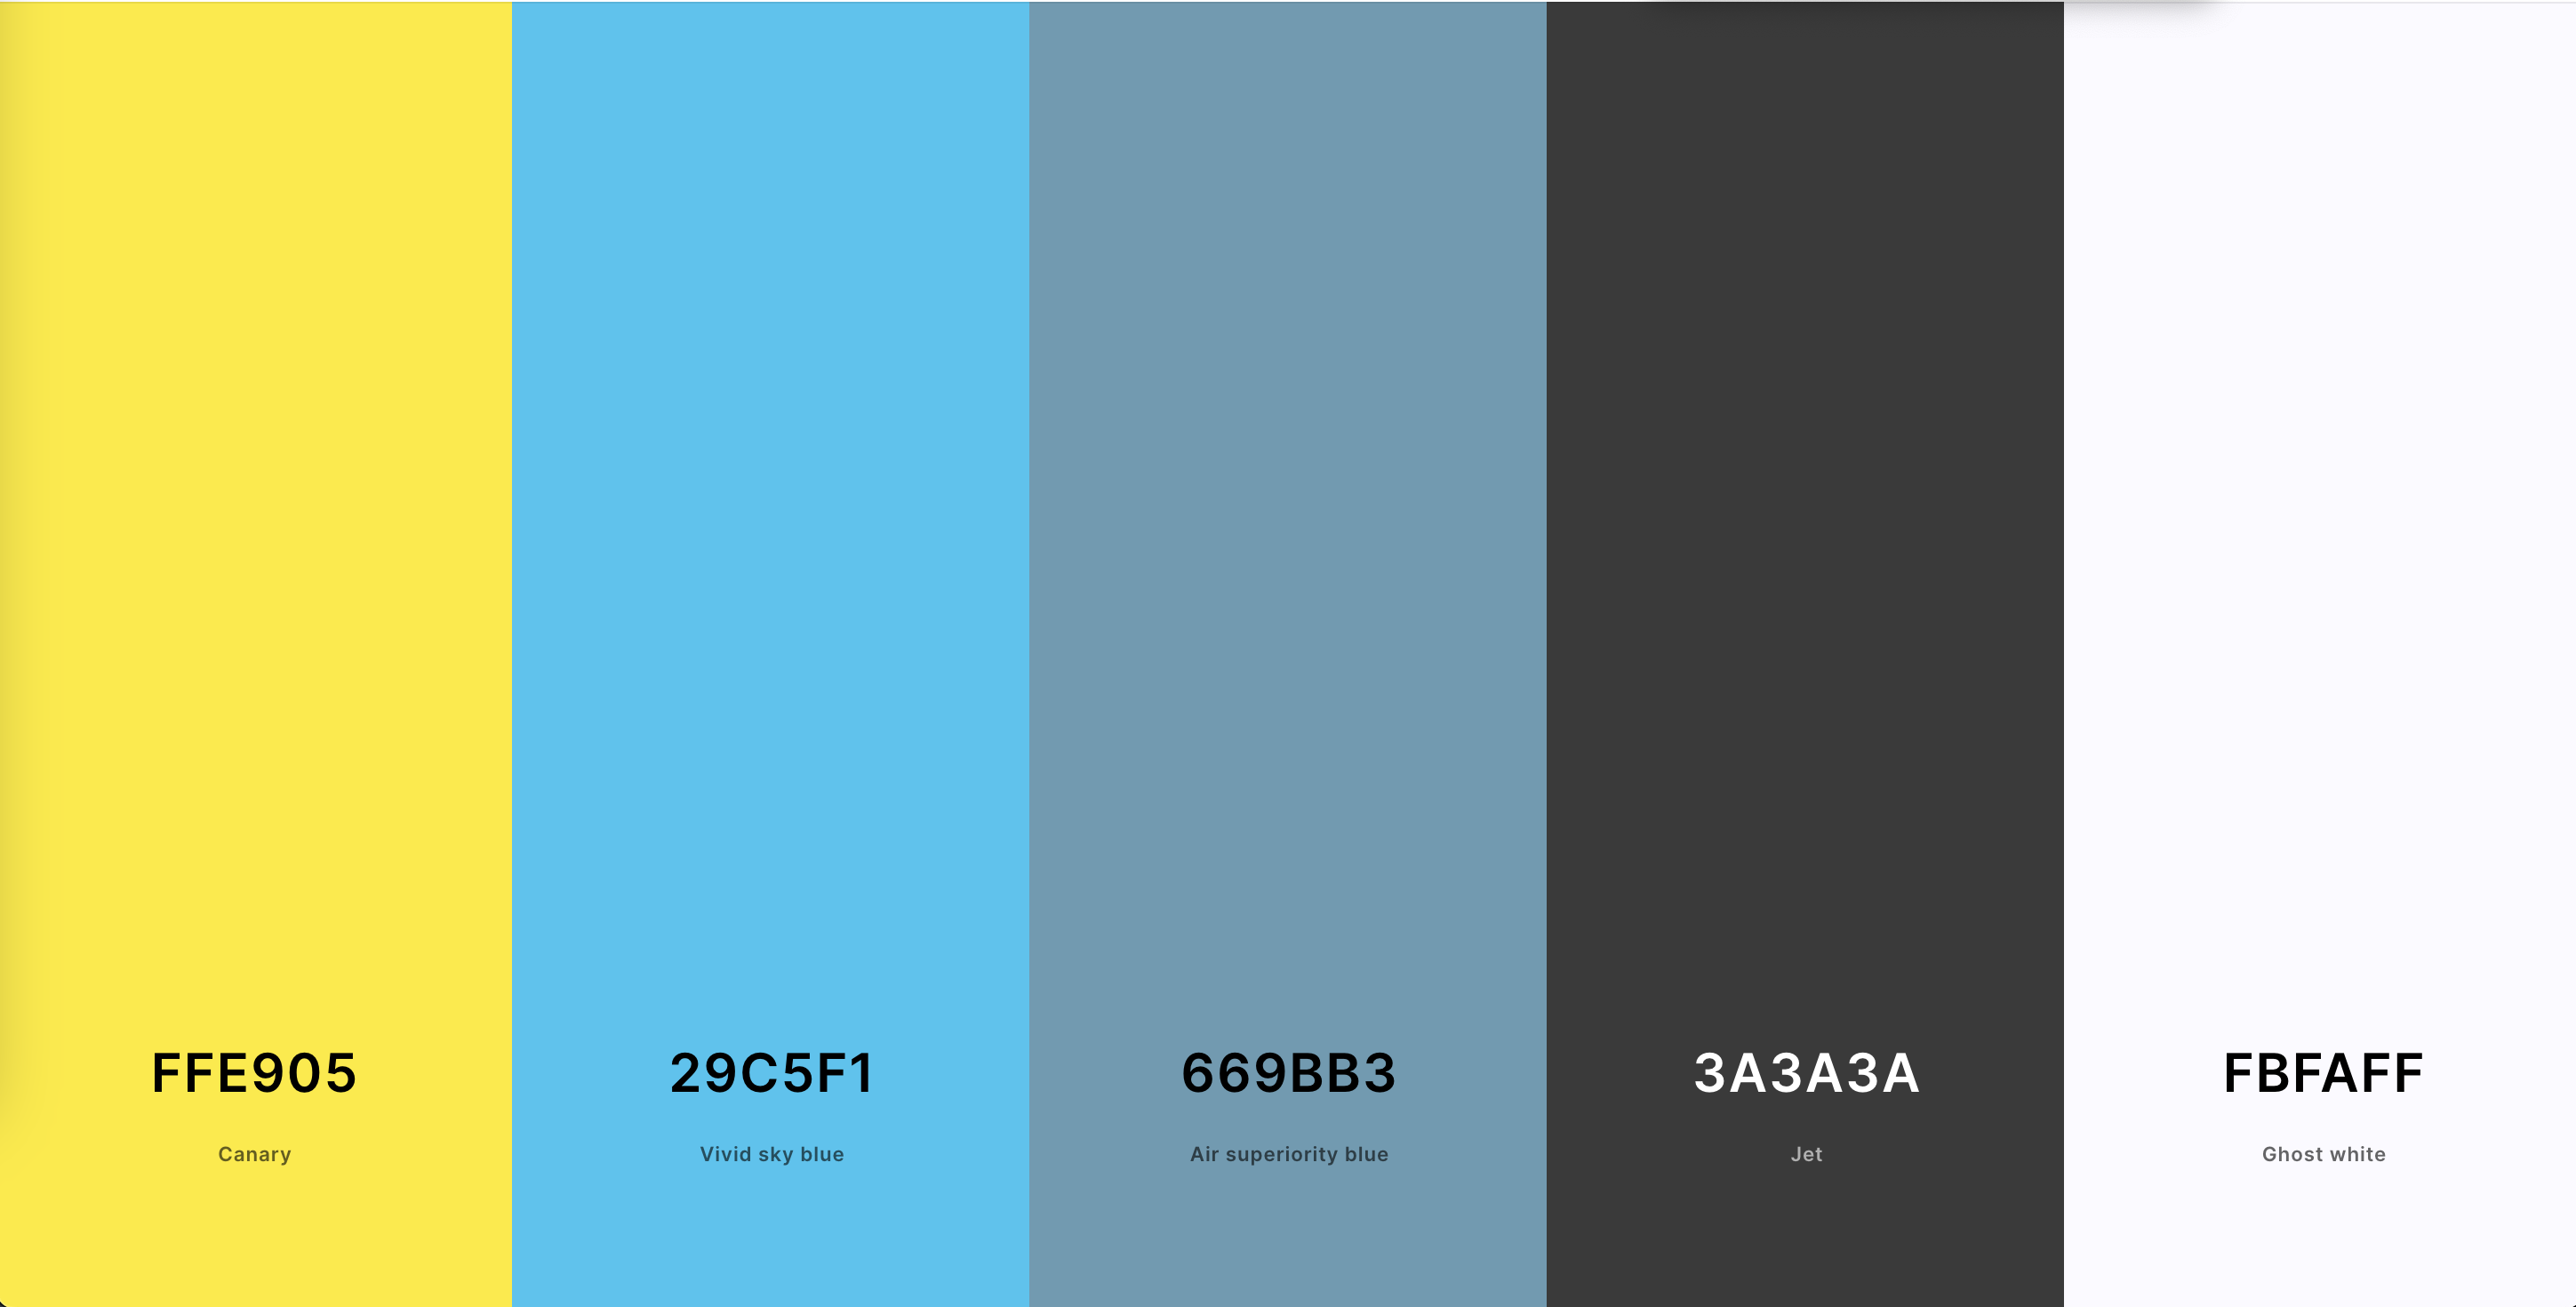 FFE905
Canary
29C5F1
Vivid sky blue
669BB3
Air superiority blue
3A3A3A
Jet
FBFAFF
Ghost white